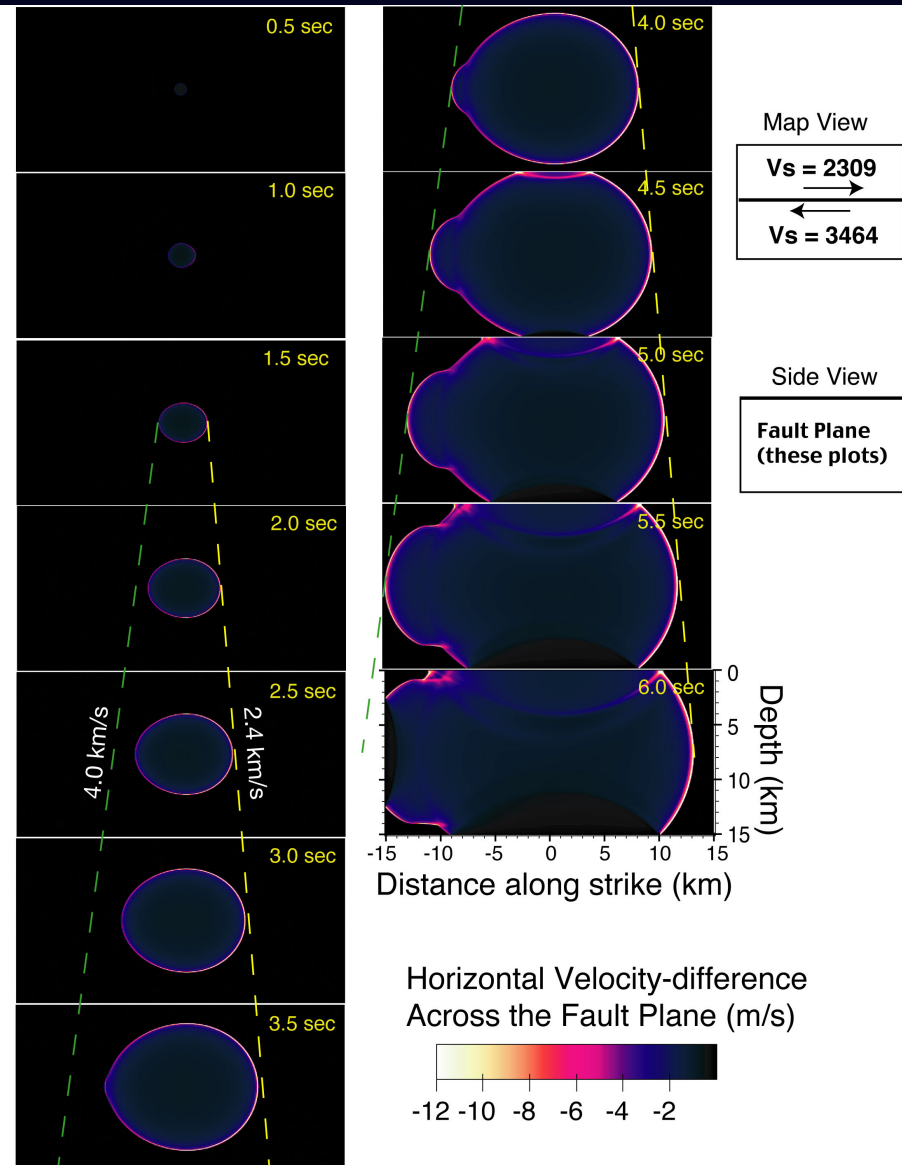 0.5 sec
1.0 sec
1.5 sec
2.0 sec
2.5 sec
4.0 km/s
2.4 km/s
3.0 sec
3.5 sec
4.0 sec
4.5 sec
5.0 sec
5.5 sec
6.0 sec
0
5
10
15
Depth (km)
-15 -10 -5 0 5 10 15
Distance along strike (km)
Map View
Vs = 2309
Vs = 3464
Side View
Fault Plane
(these plots)
Horizontal Velocity-difference
Across the Fault Plane (m/s)
-12 -10 -8 -6 -4 -2